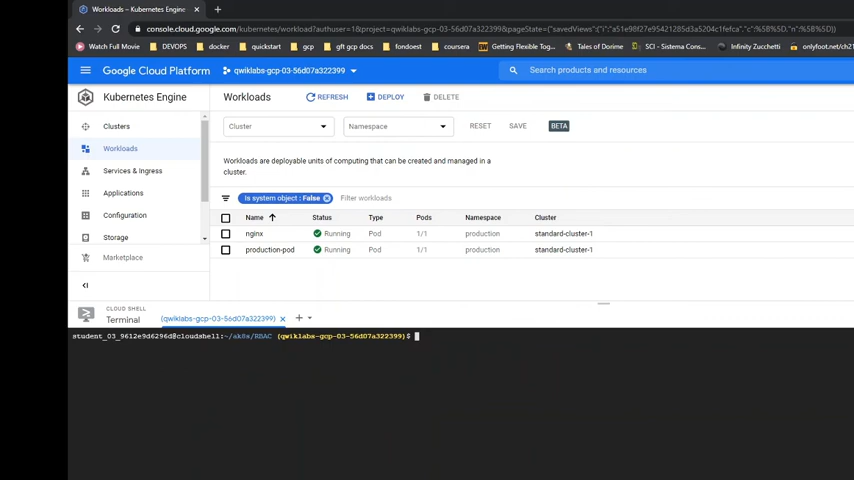 Workloads – Kubernetes Engine
console.cloud.google.com/kubernetes/workload?authuser=1&project=qwiklabs-gcp-03-56d07a322399&pageState=("savedViews":("i":"a51e98f27e95421285d3a5204c1fefca","c":%5B%5D,"n":%5B%5D))
Watch Full Movie DEVOPS docker quickstart gcp gft gcp docs fondoest coursera Getting Flexible Tog... Tales of Dorime SCI - Sistema Cons... Infinity Zucchetti onlyfoot.net/ch21
Google Cloud Platform qwiklabs-gcp-03-56d07a322399 Search products and resources
Kubernetes Engine Workloads REFRESH DEPLOY DELETE
Clusters
Workloads
Services & Ingress
Applications
Configuration
Storage
Marketplace
Cluster Namespace RESET SAVE BETA
Workloads are deployable units of computing that can be created and managed in a
cluster.
Is system object : False Filter workloads
Name Status Type Pods Namespace Cluster
nginx Running Pod 1/1 production standard-cluster-1
production-pod Running Pod 1/1 production standard-cluster-1
CLOUD SHELL
Terminal (qwiklabs-gcp-03-56d07a322399)
student_03_9612e9d6296d@cloudshell:~/ak8s/RBAC (qwiklabs-gcp-03-56d07a322399)$